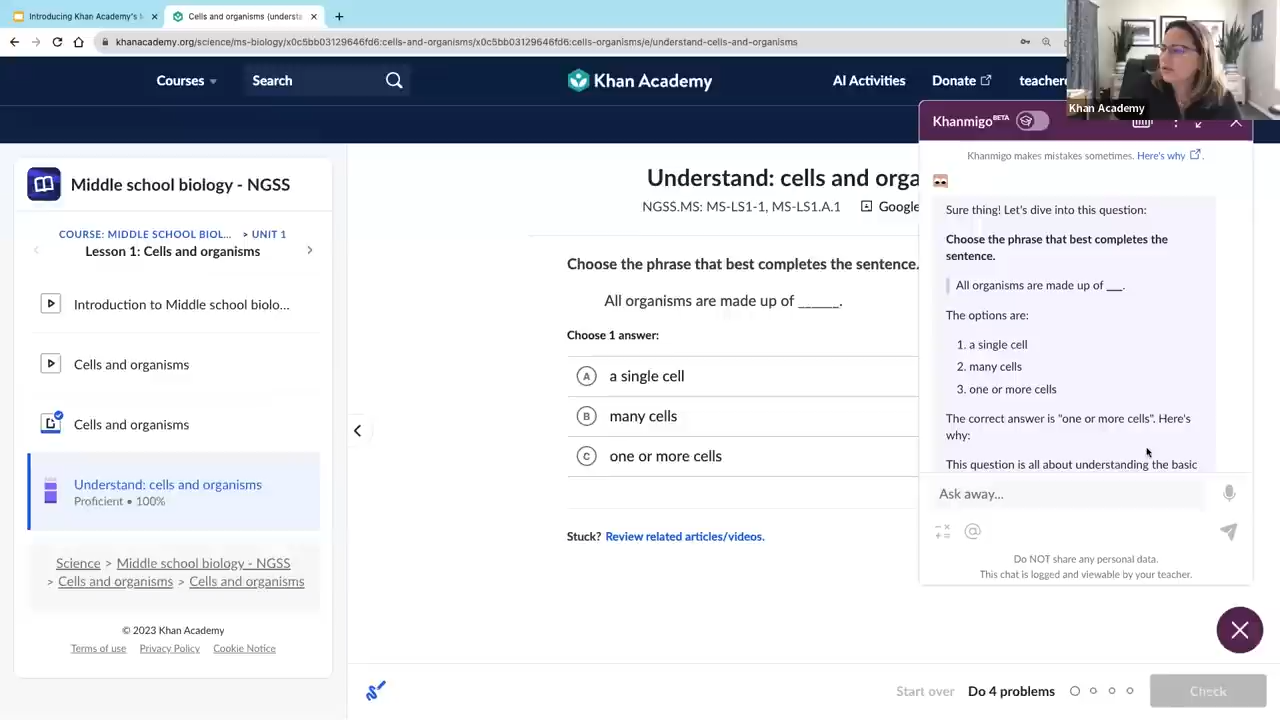 Introducing Khan Academy's
Cells and organisms (underst
khanacademy.org/science/ms-biology/x0c5bb03129646fd6:cells-and-organisms/x0c5bb03129646fd6:cells-organisms/e/understand-cells-and-organisms
Courses
Search
Khan Academy
AI Activities
Donate
teacher
Khan Academy
Middle school biology - NGSS
COURSE: MIDDLE SCHOOL BIOL... > UNIT 1
Lesson 1: Cells and organisms
Introduction to Middle school biolo...
Cells and organisms
Cells and organisms
Understand: cells and organisms
Proficient • 100%
Science > Middle school biology - NGSS
> Cells and organisms > Cells and organisms
© 2023 Khan Academy
Terms of use Privacy Policy Cookie Notice
Understand: cells and orga
NGSS.MS: MS-LS1-1, MS-LS1.A.1
Google
Choose the phrase that best completes the sentence.
All organisms are made up of ______.
Choose 1 answer:
A a single cell
B many cells
C one or more cells
Stuck? Review related articles/videos.
Start over
Do 4 problems
Check
Khanmigo BETA
Khanmigo makes mistakes sometimes. Here's why.
Sure thing! Let's dive into this question:
Choose the phrase that best completes the
sentence.
All organisms are made up of ___.
The options are:
1. a single cell
2. many cells
3. one or more cells
The correct answer is "one or more cells". Here's
why:
This question is all about understanding the basic
Ask away...
Do NOT share any personal data.
This chat is logged and viewable by your teacher.